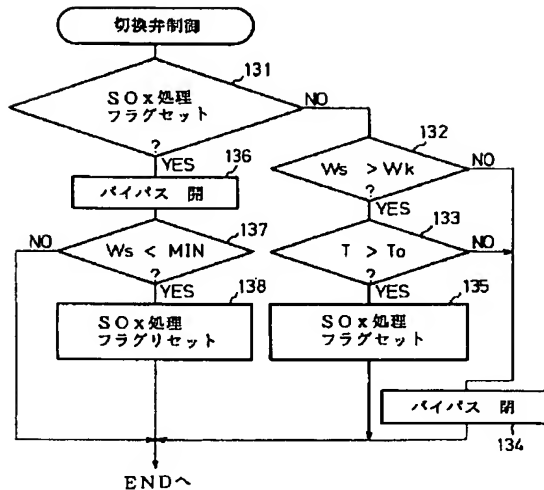 切換弁制御
131
SOx処理
フラグセット
?
NO
YES
132
Ws > Wk
?
NO
YES
136
バイパス 開
137
NO
Ws < MIN
?
YES
133
T > To
?
NO
YES
138
SOx処理
フラグリセット
135
SOx処理
フラグセット
バイパス 閉
134
ENDへ